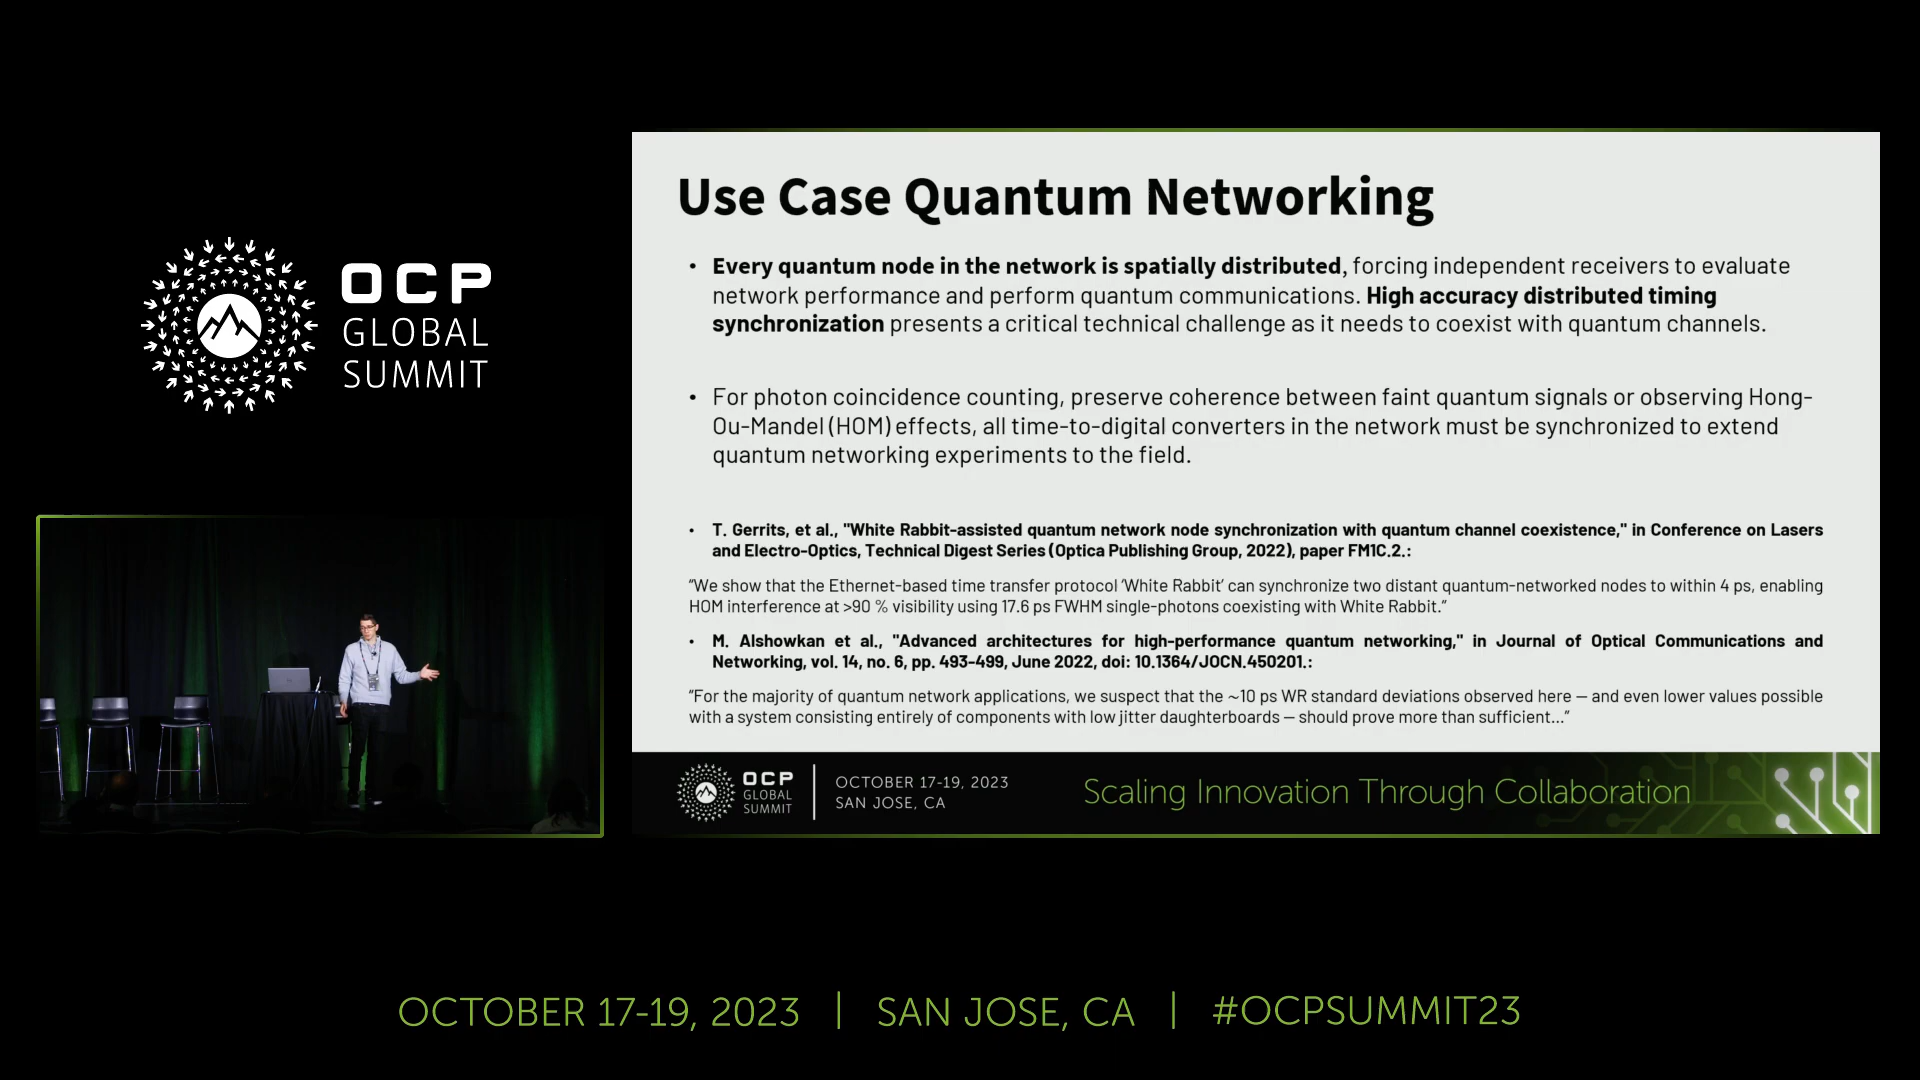 OCP
GLOBAL
SUMMIT
Use Case Quantum Networking
• Every quantum node in the network is spatially distributed, forcing independent receivers to evaluate
network performance and perform quantum communications. High accuracy distributed timing
synchronization presents a critical technical challenge as it needs to coexist with quantum channels.
• For photon coincidence counting, preserve coherence between faint quantum signals or observing Hong-
Ou-Mandel (HOM) effects, all time-to-digital converters in the network must be synchronized to extend
quantum networking experiments to the field.
• T. Gerrits, et al., "White Rabbit-assisted quantum network node synchronization with quantum channel coexistence," in Conference on Lasers
and Electro-Optics, Technical Digest Series (Optica Publishing Group, 2022), paper FM1C.2.:
“We show that the Ethernet-based time transfer protocol ‘White Rabbit’ can synchronize two distant quantum-networked nodes to within 4 ps, enabling
HOM interference at >90 % visibility using 17.6 ps FWHM single-photons coexisting with White Rabbit.”
• M. Alshowkan et al., "Advanced architectures for high-performance quantum networking," in Journal of Optical Communications and
Networking, vol. 14, no. 6, pp. 493-499, June 2022, doi: 10.1364/JOCN.450201.:
“For the majority of quantum network applications, we suspect that the ~10 ps WR standard deviations observed here — and even lower values possible
with a system consisting entirely of components with low jitter daughterboards — should prove more than sufficient…”
OCP
GLOBAL
SUMMIT
OCTOBER 17-19, 2023
SAN JOSE, CA
Scaling Innovation Through Collaboration
OCTOBER 17-19, 2023 | SAN JOSE, CA | #OCPSUMMIT23